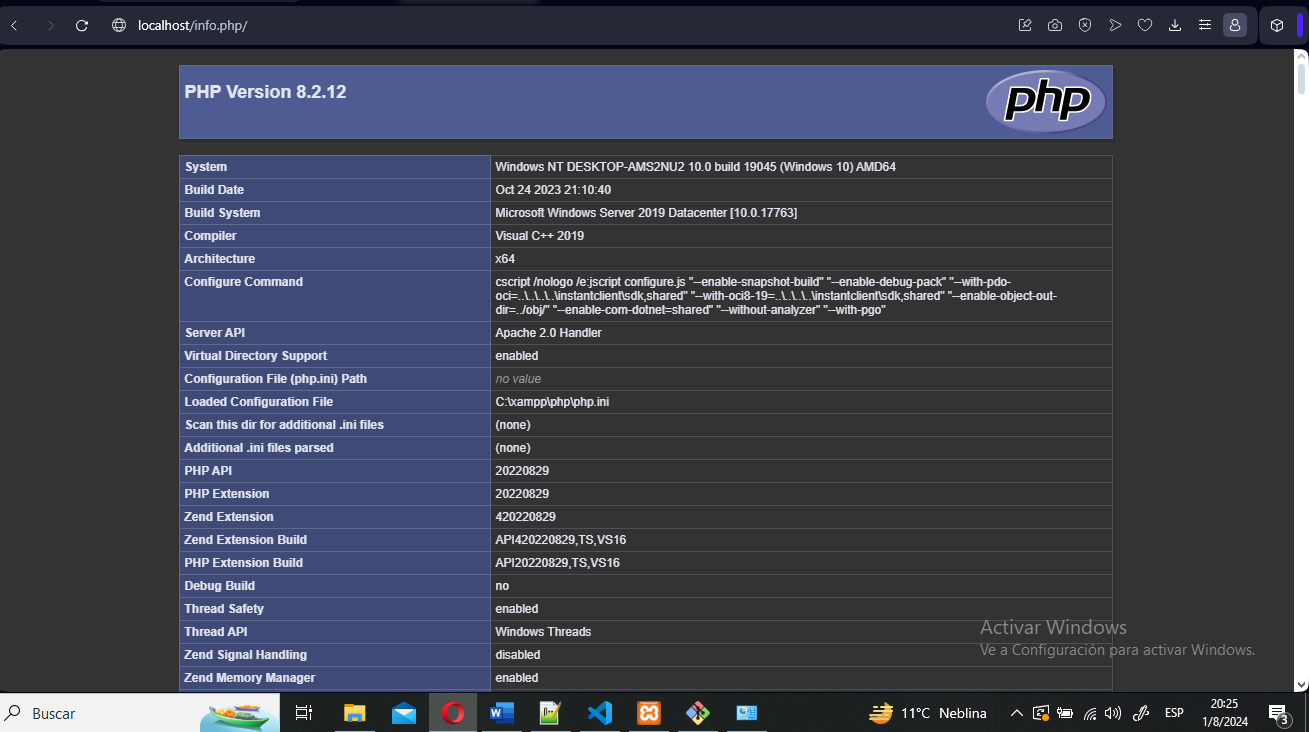 localhost/info.php/
PHP Version 8.2.12
php
System Windows NT DESKTOP-AMS2NU2 10.0 build 19045 (Windows 10) AMD64
Build Date Oct 24 2023 21:10:40
Build System Microsoft Windows Server 2019 Datacenter [10.0.17763]
Compiler Visual C++ 2019
Architecture x64
Configure Command cscript /nologo /e:jscript configure.js "--enable-snapshot-build" "--enable-debug-pack" "--with-pdo-
oci=..\..\..\..\instantclient\sdk,shared" "--with-oci8-19=..\..\..\..\instantclient\sdk,shared" "--enable-object-out-
dir=../obj/" "--enable-com-dotnet=shared" "--without-analyzer" "--with-pgo"
Server API Apache 2.0 Handler
Virtual Directory Support enabled
Configuration File (php.ini) Path no value
Loaded Configuration File C:\xampp\php\php.ini
Scan this dir for additional .ini files (none)
Additional .ini files parsed (none)
PHP API 20220829
PHP Extension 20220829
Zend Extension 420220829
Zend Extension Build API420220829,TS,VS16
PHP Extension Build API20220829,TS,VS16
Debug Build no
Thread Safety enabled
Thread API Windows Threads
Zend Signal Handling disabled
Zend Memory Manager enabled
Activar Windows
Ve a Configuración para activar Windows.
Buscar
11°C Neblina
ESP
20:25
1/8/2024
3